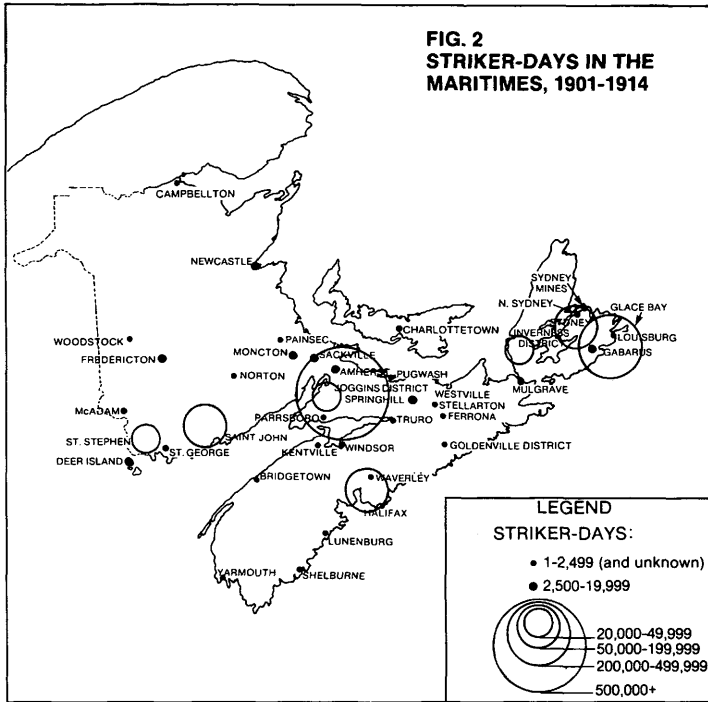 FIG. 2
STRIKER-DAYS IN THE
MARITIMES, 1901-1914
CAMPBELLTON
NEWCASTLE
SYDNEY
MINES
N. SYDNEY
GLACE BAY
SYDNEY
LOUISBURG
INVERNESS
DISTRICT
GABARUS
CHARLOTTETOWN
WOODSTOCK
PAINSEC
FREDERICTON
MONCTON
SACKVILLE
NORTON
AMHERST
PUGWASH
MULGRAVE
JOGGINS DISTRICT
SPRINGHILL
WESTVILLE
STELLARTON
FERRONA
McADAM
PARRSBORO
TRURO
ST. STEPHEN
SAINT JOHN
ST. GEORGE
KENTVILLE
WINDSOR
GOLDENVILLE DISTRICT
DEER ISLAND
BRIDGETOWN
WAVERLEY
HALIFAX
LUNENBURG
YARMOUTH
SHELBURNE
LEGEND
STRIKER-DAYS:
1-2,499 (and unknown)
2,500-19,999
20,000-49,999
50,000-199,999
200,000-499,999
500,000+